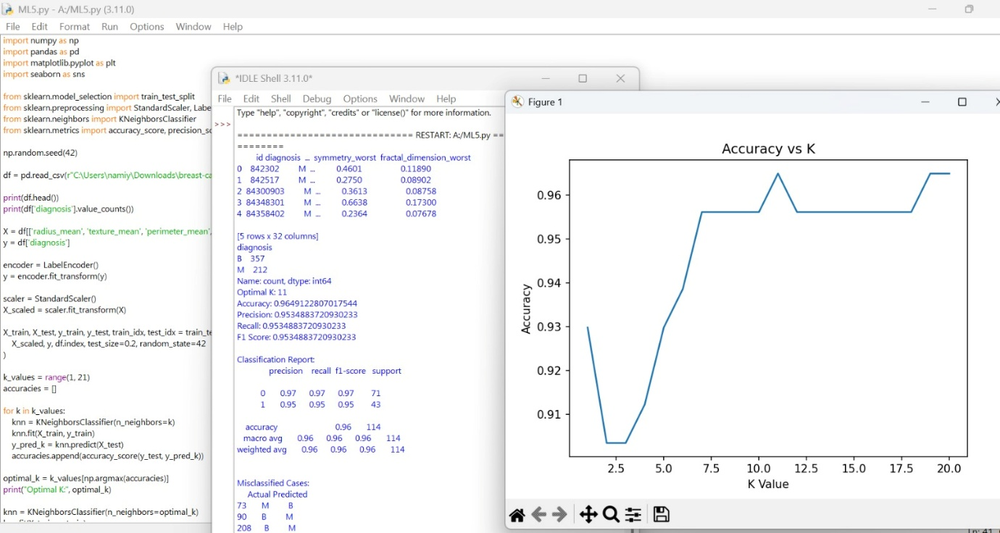 ML5.py - A:/ML5.py (3.11.0)
File Edit Format Run Options Window Help
import numpy as np
import pandas as pd
import matplotlib.pyplot as plt
import seaborn as sns
from sklearn.model_selection import train_test_split
from sklearn.preprocessing import StandardScaler, Labe
from sklearn.neighbors import KNeighborsClassifier
from sklearn.metrics import accuracy_score, precision_sc
np.random.seed(42)
df = pd.read_csv(r"C:\Users\namiy\Downloads\breast-ca
print(df.head())
print(df['diagnosis'].value_counts())
X = df[['radius_mean', 'texture_mean', 'perimeter_mean',
y = df['diagnosis']
encoder = LabelEncoder()
y = encoder.fit_transform(y)
scaler = StandardScaler()
X_scaled = scaler.fit_transform(X)
X_train, X_test, y_train, y_test, train_idx, test_idx = train_te
X_scaled, y, df.index, test_size=0.2, random_state=42
)
k_values = range(1, 21)
accuracies = []
for k in k_values:
knn = KNeighborsClassifier(n_neighbors=k)
knn.fit(X_train, y_train)
y_pred_k = knn.predict(X_test)
accuracies.append(accuracy_score(y_test, y_pred_k))
optimal_k = k_values[np.argmax(accuracies)]
print("Optimal K:", optimal_k)
knn = KNeighborsClassifier(n_neighbors=optimal_k)
*IDLE Shell 3.11.0*
File Edit Shell Debug Options Window Help
Type "help", "copyright", "credits" or "license()" for more information.
>>>
============================== RESTART: A:/ML5.py ==
========
id diagnosis ... symmetry_worst fractal_dimension_worst
0 842302 M ... 0.4601 0.11890
1 842517 M ... 0.2750 0.08902
2 84300903 M ... 0.3613 0.08758
3 84348301 M ... 0.6638 0.17300
4 84358402 M ... 0.2364 0.07678
[5 rows x 32 columns]
diagnosis
B 357
M 212
Name: count, dtype: int64
Optimal K: 11
Accuracy: 0.9649122807017544
Precision: 0.9534883720930233
Recall: 0.9534883720930233
F1 Score: 0.9534883720930233
Classification Report:
precision recall f1-score support
0 0.97 0.97 0.97 71
1 0.95 0.95 0.95 43
accuracy 0.96 114
macro avg 0.96 0.96 0.96 114
weighted avg 0.96 0.96 0.96 114
Misclassified Cases:
Actual Predicted
73 M B
90 B M
208 B M
Figure 1
Accuracy vs K
0.96
0.95
0.94
0.93
0.92
0.91
Accuracy
2.5 5.0 7.5 10.0 12.5 15.0 17.5 20.0
K Value